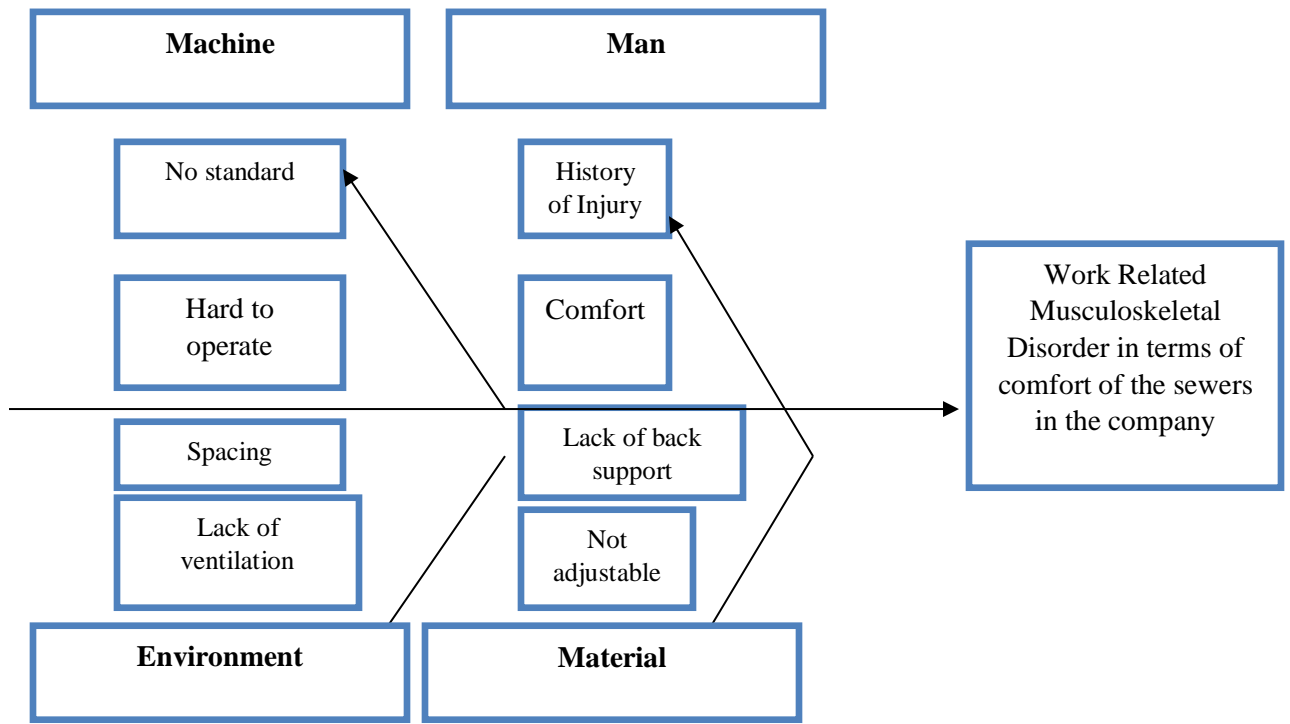 Machine
Man
No standard
History
of Injury
Hard to
operate
Comfort
Work Related
Musculoskeletal
Disorder in terms of
comfort of the sewers
in the company
Spacing
Lack of back
support
Lack of
ventilation
Not
adjustable
Environment
Material